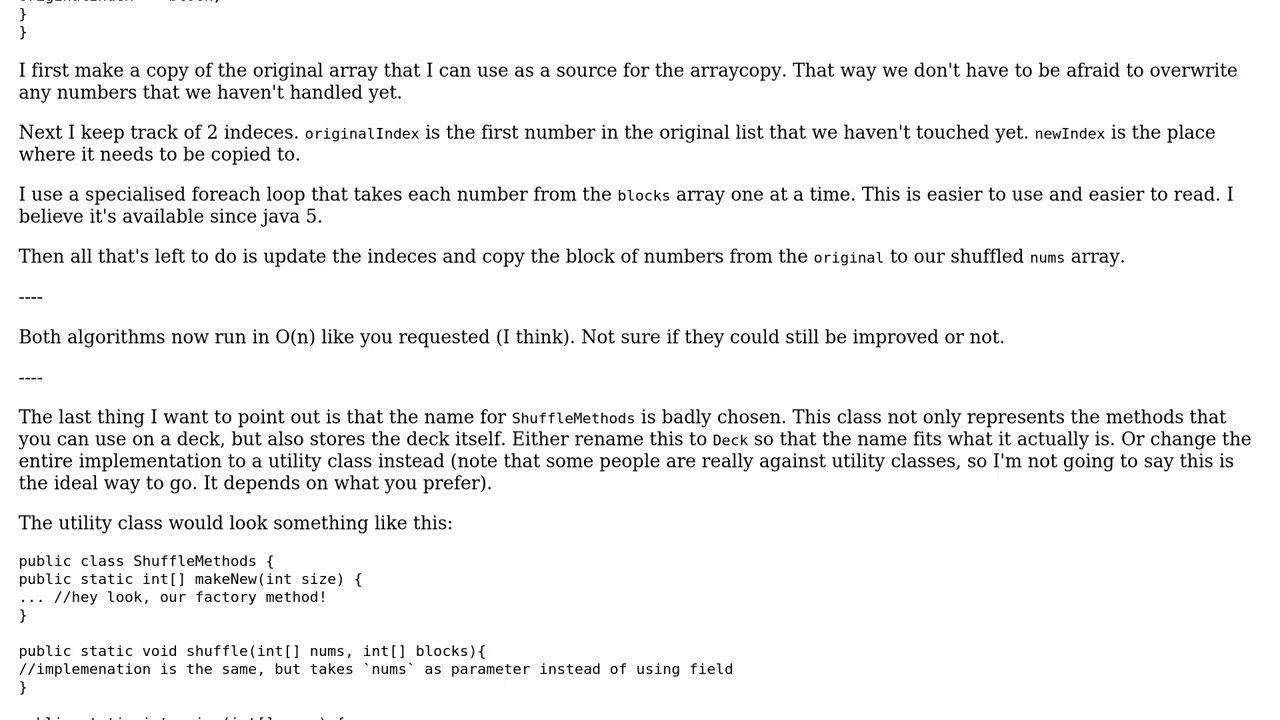 }
}
I first make a copy of the original array that I can use as a source for the arraycopy. That way we don't have to be afraid to overwrite
any numbers that we haven't handled yet.
Next I keep track of 2 indeces. originalIndex is the first number in the original list that we haven't touched yet. newIndex is the place
where it needs to be copied to.
I use a specialised foreach loop that takes each number from the blocks array one at a time. This is easier to use and easier to read. I
believe it's available since java 5.
Then all that's left to do is update the indeces and copy the block of numbers from the original to our shuffled nums array.
----
Both algorithms now run in O(n) like you requested (I think). Not sure if they could still be improved or not.
----
The last thing I want to point out is that the name for ShuffleMethods is badly chosen. This class not only represents the methods that
you can use on a deck, but also stores the deck itself. Either rename this to Deck so that the name fits what it actually is. Or change the
entire implementation to a utility class instead (note that some people are really against utility classes, so I'm not going to say this is
the ideal way to go. It depends on what you prefer).
The utility class would look something like this:
public class ShuffleMethods {
public static int[] makeNew(int size) {
... //hey look, our factory method!
}
public static void shuffle(int[] nums, int[] blocks){
//implemenation is the same, but takes `nums` as parameter instead of using field
}